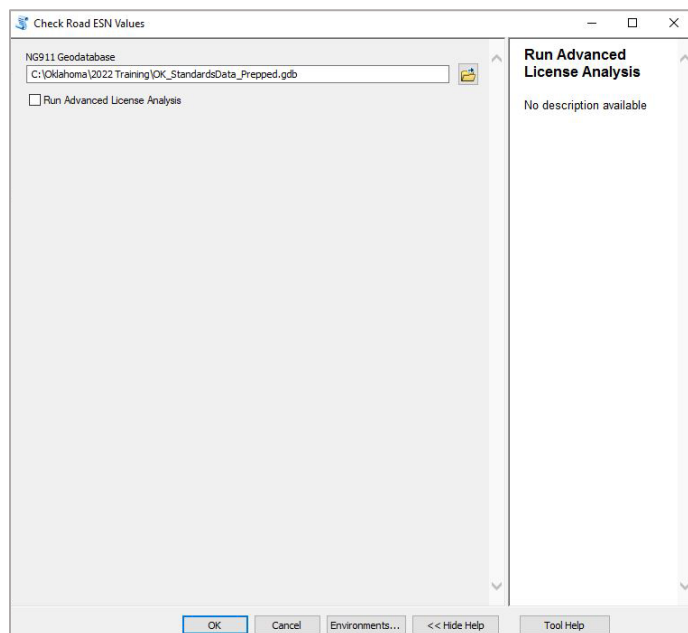 Check Road ESN Values
NG911 Geodatabase
C:\Oklahoma\2022 Training\OK_StandardsData_Prepped.gdb
Run Advanced License Analysis
Run Advanced
License Analysis
No description available
OK
Cancel
Environments...
<< Hide Help
Tool Help